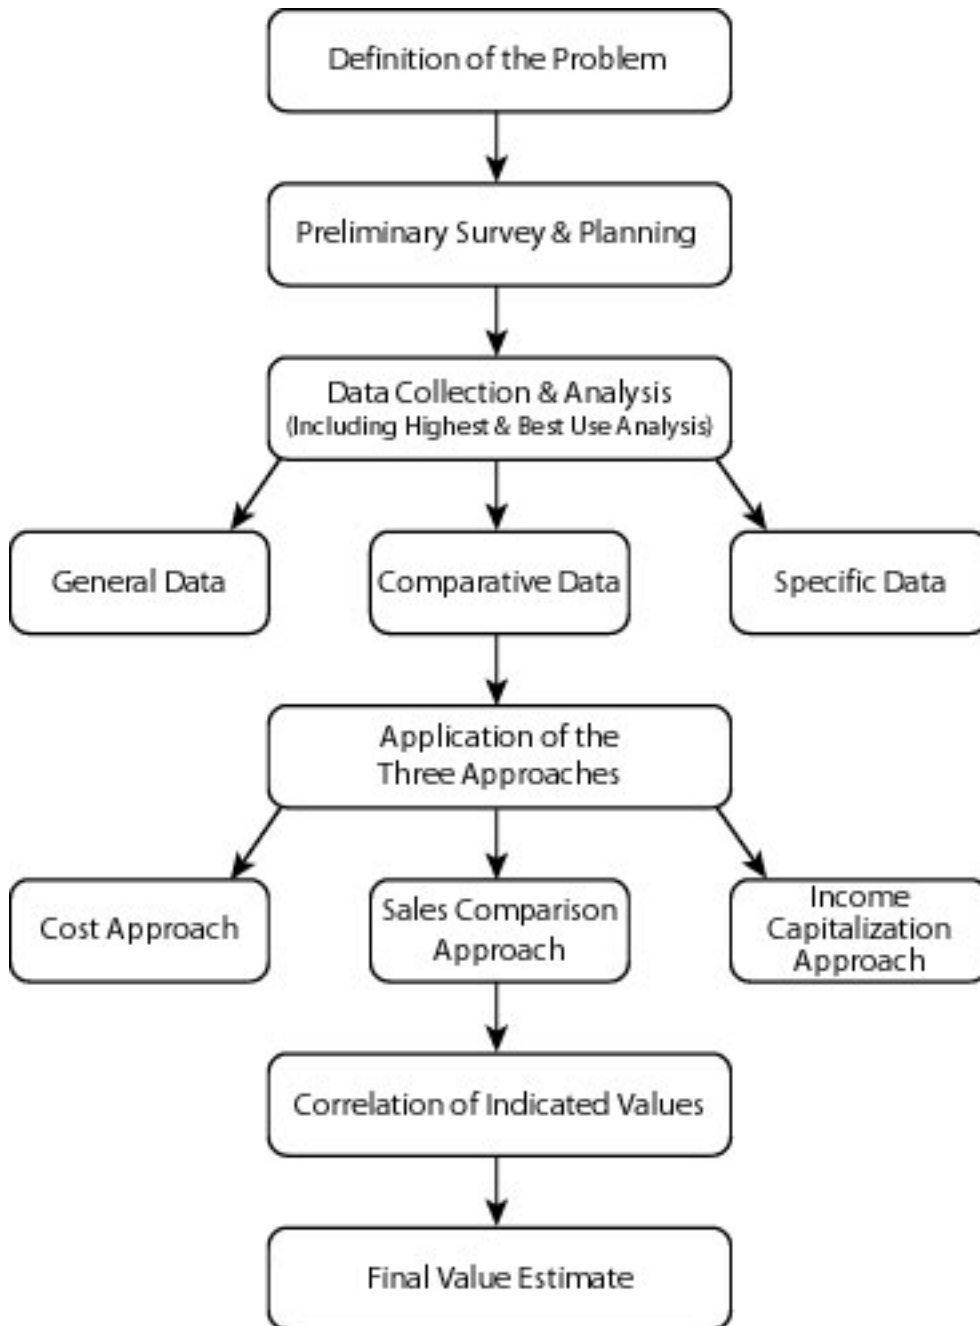 Definition of the Problem
Preliminary Survey & Planning
Data Collection & Analysis
(Including Highest & Best Use Analysis)
General Data
Comparative Data
Specific Data
Application of the
Three Approaches
Cost Approach
Sales Comparison
Approach
Income
Capitalization
Approach
Correlation of Indicated Values
Final Value Estimate